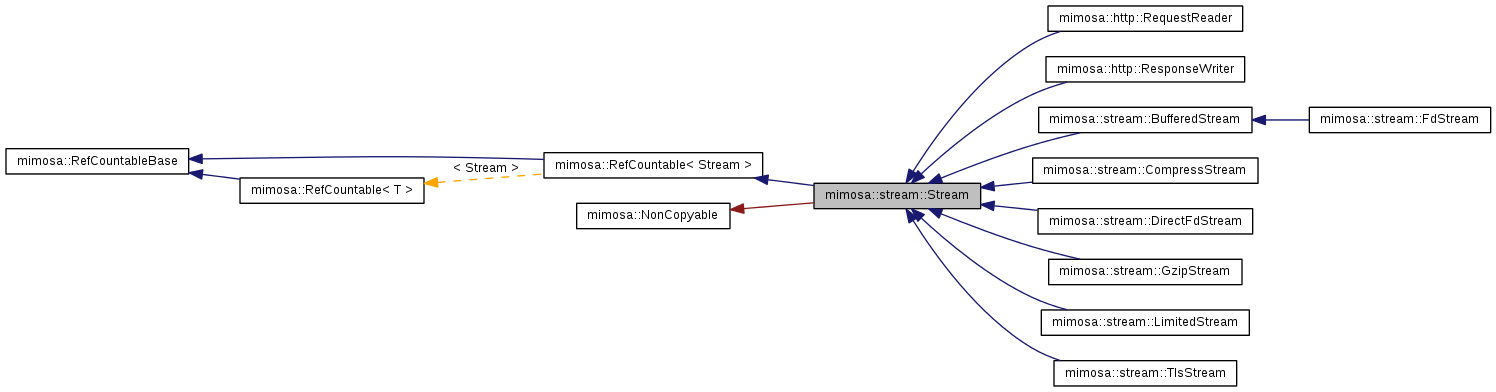 mimosa::http::RequestReader
mimosa::http::ResponseWriter
mimosa::stream::BufferedStream
mimosa::stream::FdStream
mimosa::RefCountableBase
< Stream >
mimosa::RefCountable< Stream >
mimosa::stream::CompressStream
mimosa::RefCountable< T >
mimosa::stream::Stream
mimosa::NonCopyable
mimosa::stream::DirectFdStream
mimosa::stream::GzipStream
mimosa::stream::LimitedStream
mimosa::stream::TlsStream